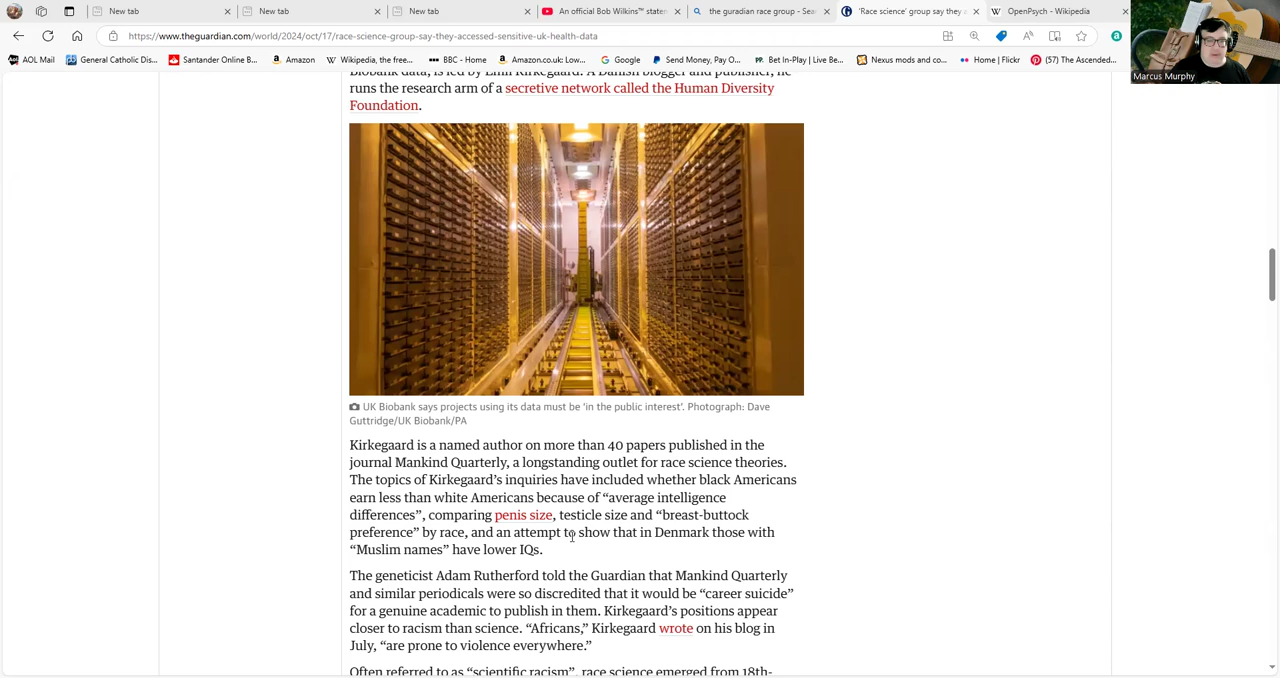 New tab
New tab
New tab
An official Bob Wilkins™ staten
the guradian race group - Sea
'Race science' group say they a
OpenPsych - Wikipedia
https://www.theguardian.com/world/2024/oct/17/race-science-group-say-they-accessed-sensitive-uk-health-data
AOL Mail
General Catholic Dis...
Santander Online B...
Amazon
Wikipedia, the free...
BBC - Home
Amazon.co.uk: Low...
Google
Send Money, Pay O...
Bet In-Play | Live Be...
Nexus mods and co...
Home | Flickr
(57) The Ascended...
Marcus Murphy
Biobank data, is led by Emil Kirkegaard. A Danish blogger and publisher, he
runs the research arm of a secretive network called the Human Diversity
Foundation.
UK Biobank says projects using its data must be 'in the public interest'. Photograph: Dave
Guttridge/UK Biobank/PA
Kirkegaard is a named author on more than 40 papers published in the
journal Mankind Quarterly, a longstanding outlet for race science theories.
The topics of Kirkegaard's inquiries have included whether black Americans
earn less than white Americans because of “average intelligence
differences”, comparing penis size, testicle size and “breast-buttock
preference” by race, and an attempt to show that in Denmark those with
“Muslim names” have lower IQs.
The geneticist Adam Rutherford told the Guardian that Mankind Quarterly
and similar periodicals were so discredited that it would be “career suicide”
for a genuine academic to publish in them. Kirkegaard's positions appear
closer to racism than science. “Africans,” Kirkegaard wrote on his blog in
July, “are prone to violence everywhere.”
Often referred to as “scientific racism”, race science emerged from 18th-